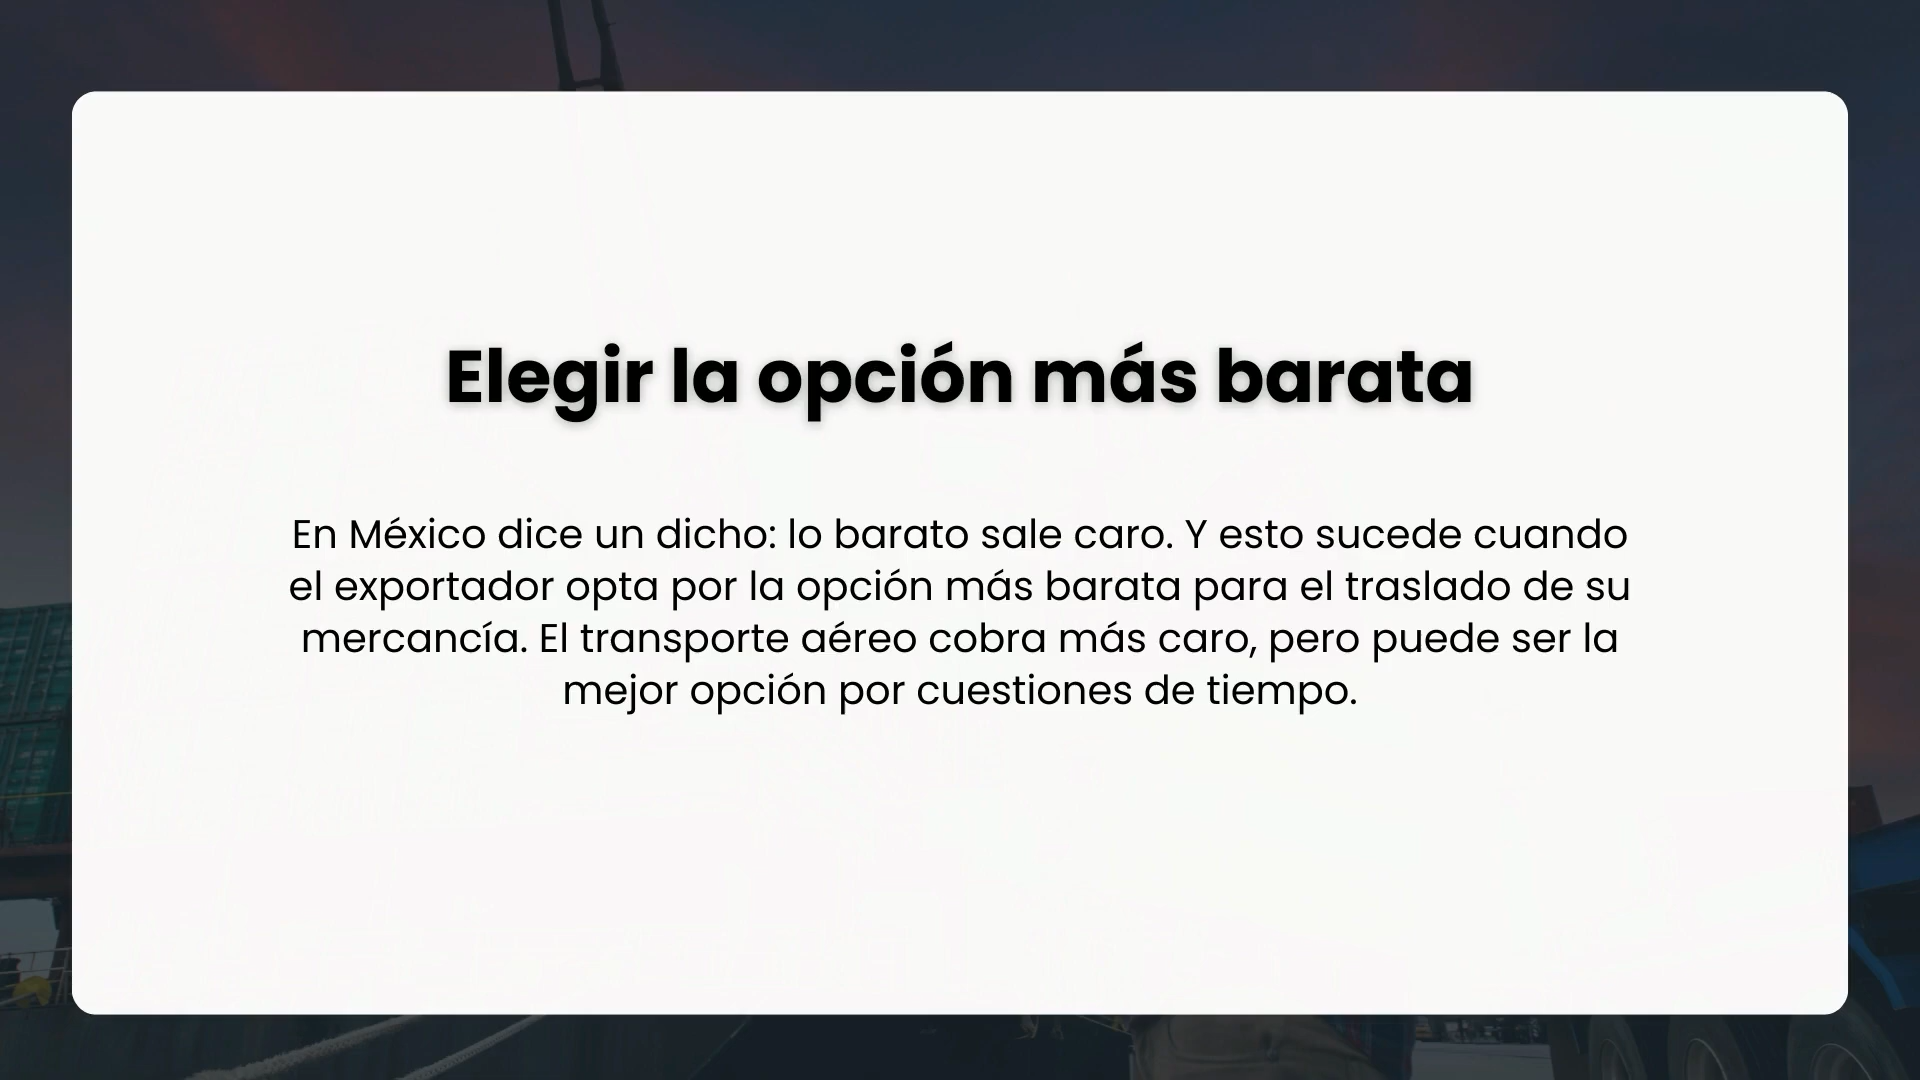 Elegir la opción más barata
En México dice un dicho: lo barato sale caro. Y esto sucede cuando
el exportador opta por la opción más barata para el traslado de su
mercancía. El transporte aéreo cobra más caro, pero puede ser la
mejor opción por cuestiones de tiempo.